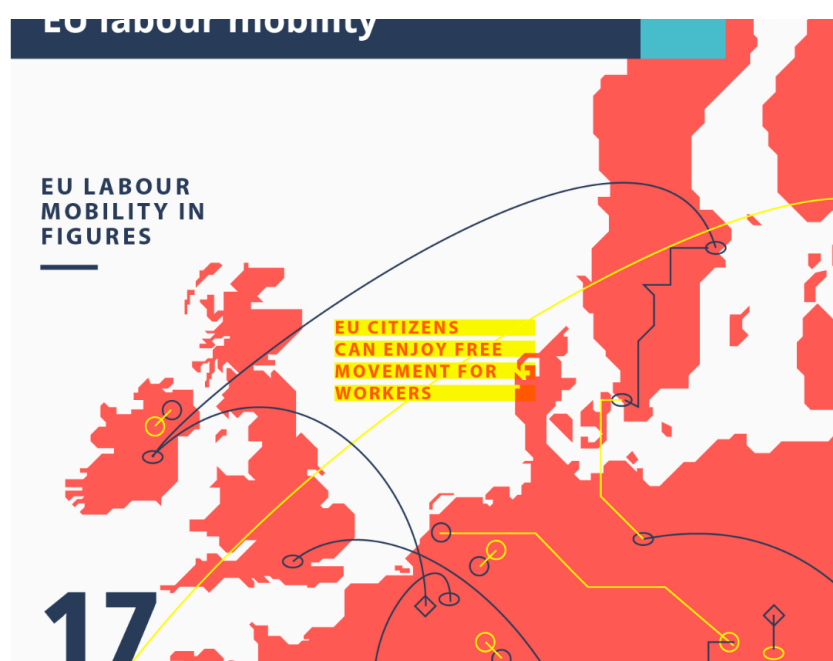 EU labour mobility
EU LABOUR
MOBILITY IN
FIGURES
EU CITIZENS
CAN ENJOY FREE
MOVEMENT FOR
WORKERS
17